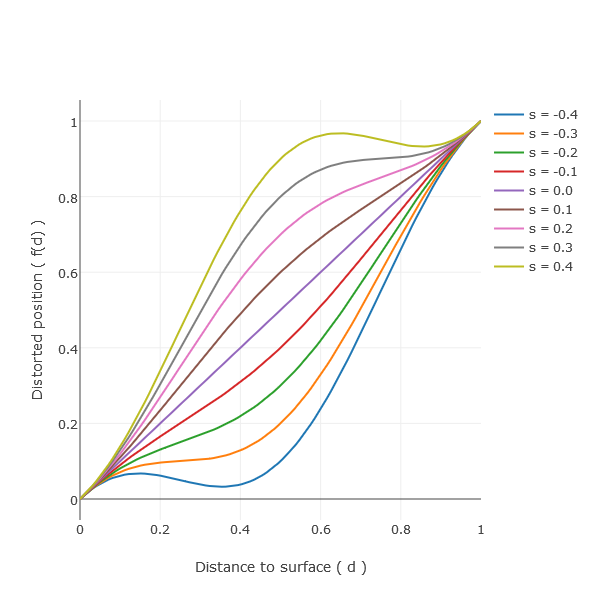 s = -0.4
s = -0.3
s = -0.2
s = -0.1
s = 0.0
s = 0.1
s = 0.2
s = 0.3
s = 0.4
Distorted position ( f(d) )
1
0.8
0.6
0.4
0.2
0
0 0.2 0.4 0.6 0.8 1
Distance to surface ( d )